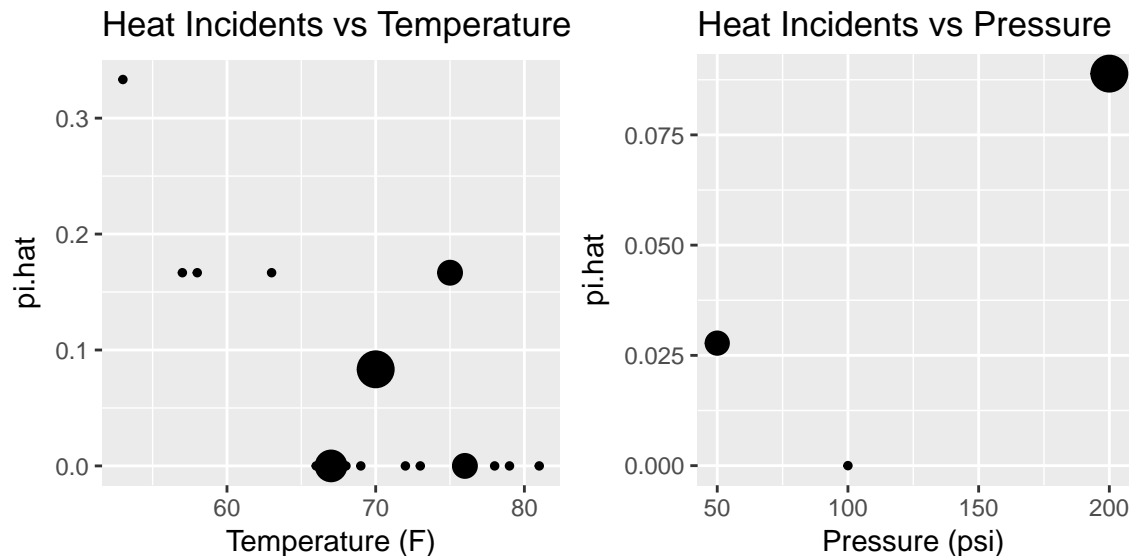 Heat Incidents vs Temperature
0.3
0.2
0.1
0.0
pi.hat
60 70 80
Temperature (F)
Heat Incidents vs Pressure
0.075
0.050
0.025
0.000
pi.hat
50 100 150 200
Pressure (psi)